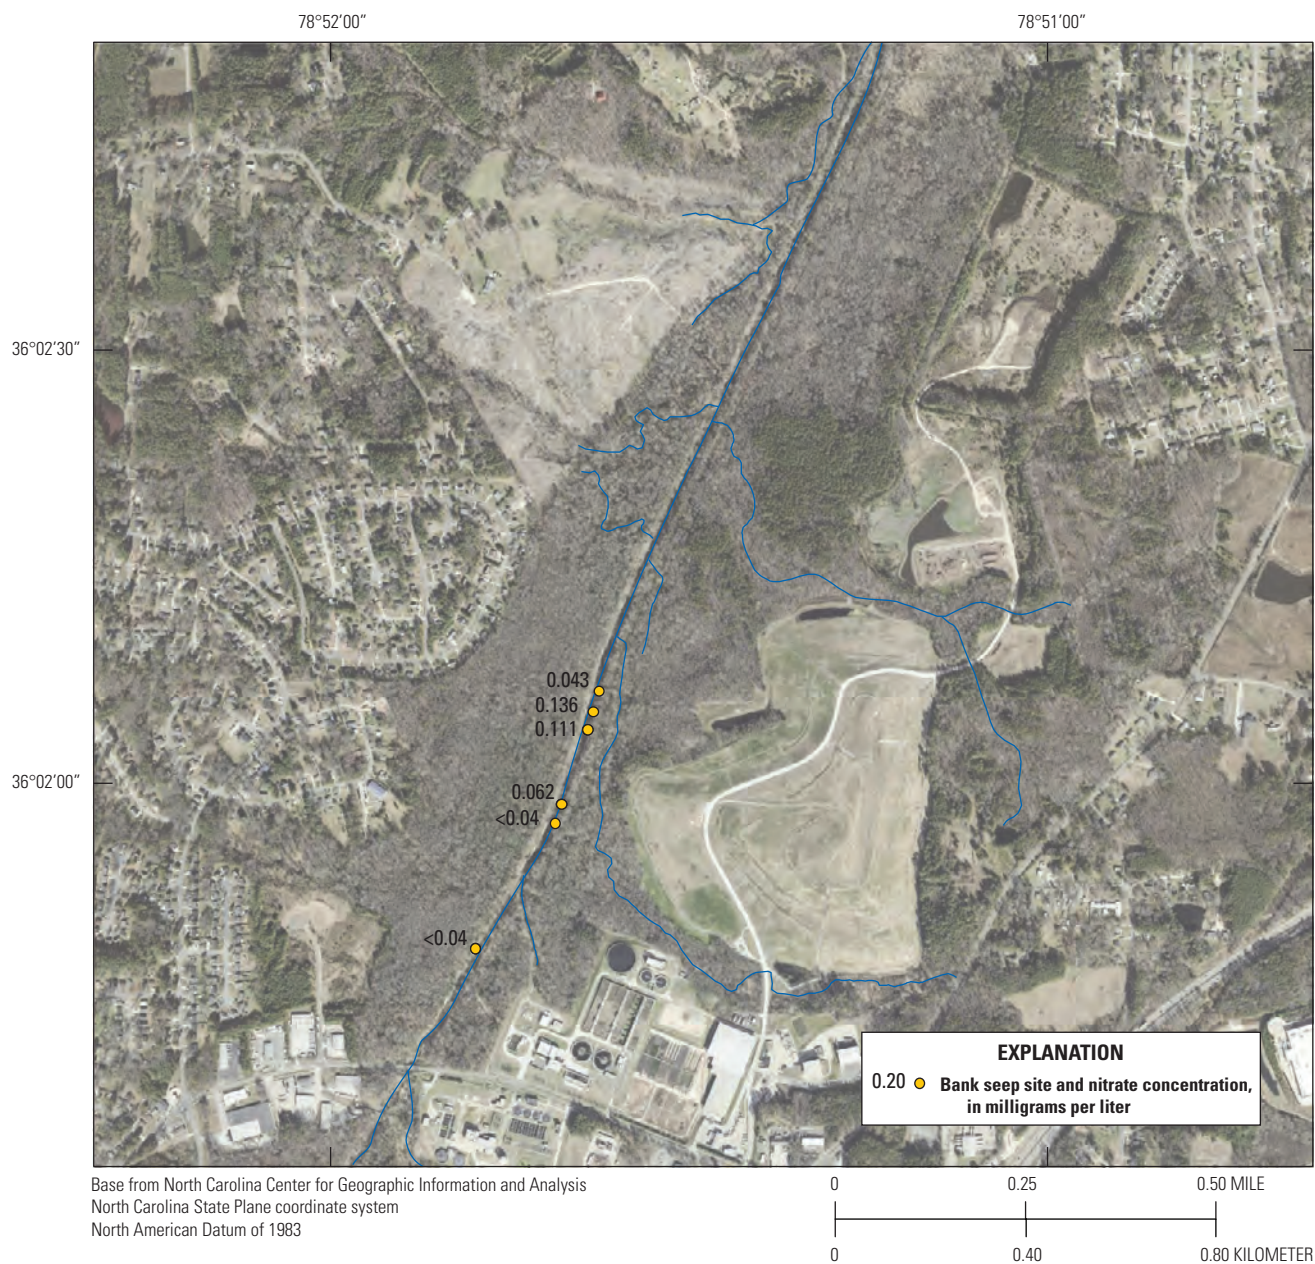 78°52'00"
78°51'00"
36°02'30"
0.043
0.136
0.111
36°02'00"
0.062
<0.04
<0.04
EXPLANATION
0.20 Bank seep site and nitrate concentration,
in milligrams per liter
Base from North Carolina Center for Geographic Information and Analysis
North Carolina State Plane coordinate system
North American Datum of 1983
0 0.25 0.50 MILE
0 0.40 0.80 KILOMETER